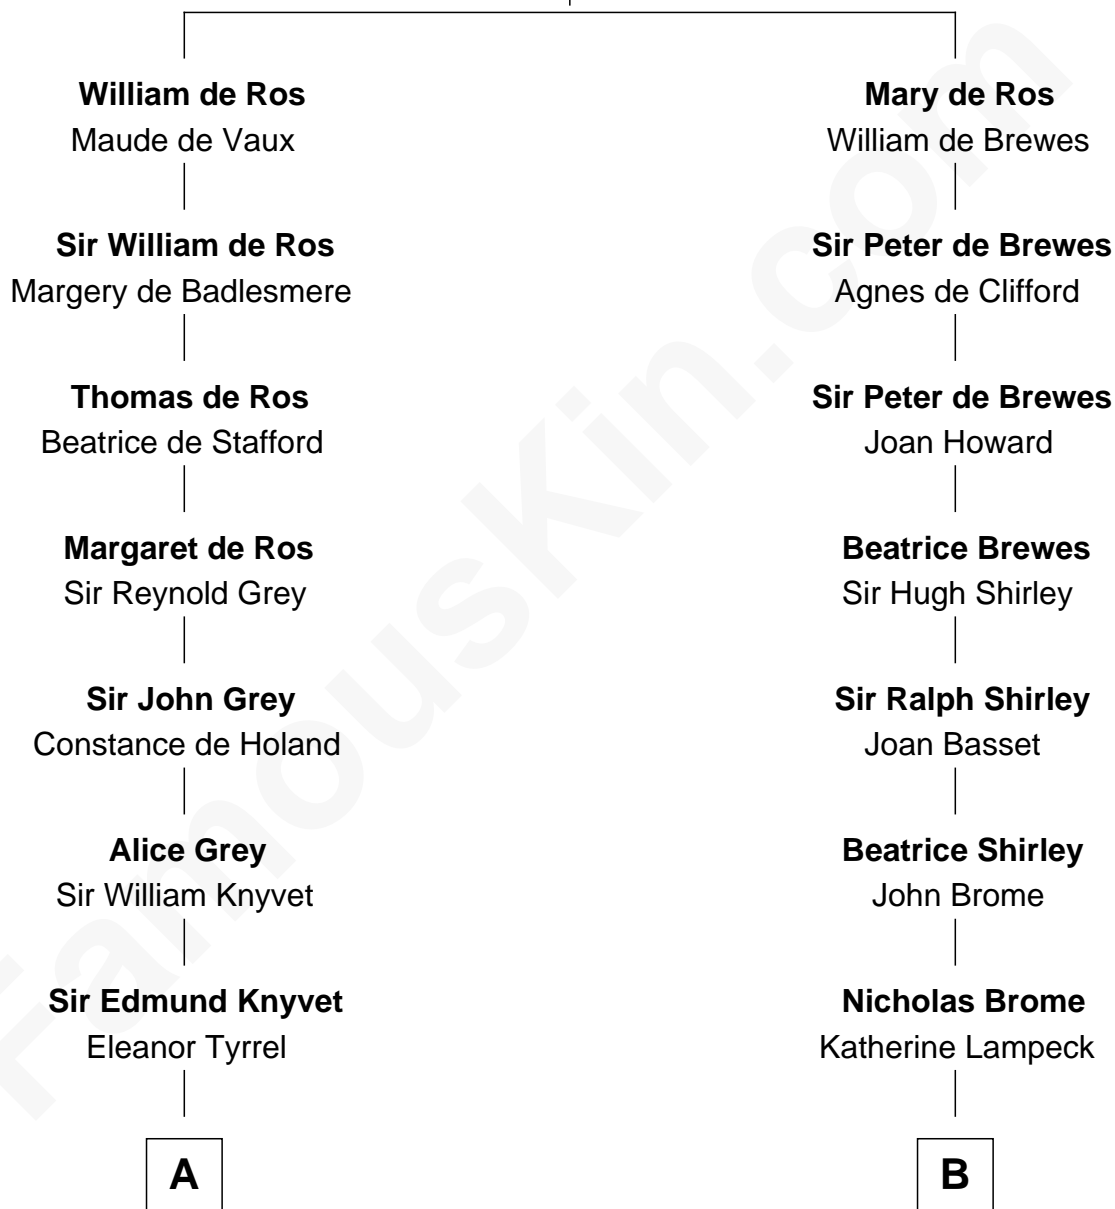 William de Ros
Maude de Vaux
Sir William de Ros
Margery de Badlesmere
Thomas de Ros
Beatrice de Stafford
Margaret de Ros
Sir Reynold Grey
Sir John Grey
Constance de Holand
Alice Grey
Sir William Knyvet
Sir Edmund Knyvet
Eleanor Tyrrel
A
Mary de Ros
William de Brewes
Sir Peter de Brewes
Agnes de Clifford
Sir Peter de Brewes
Joan Howard
Beatrice Brewes
Sir Hugh Shirley
Sir Ralph Shirley
Joan Basset
Beatrice Shirley
John Brome
Nicholas Brome
Katherine Lampeck
B
FamousKin.com